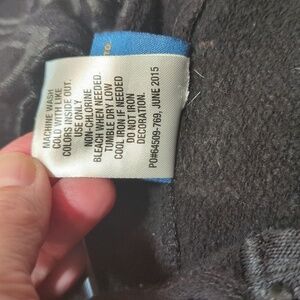 MACHINE WASH
COLD WITH LIKE
COLORS INSIDE OUT.
USE ONLY
NON-CHLORINE
BLEACH WHEN NEEDED.
TUMBLE DRY LOW
COOL IRON IF NEEDED
DO NOT IRON
DECORATION.
PO#64509-769, JUNE 2015